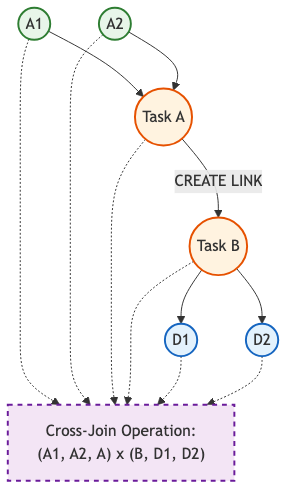 A1
A2
Task A
CREATE LINK
Task B
D1
D2
Cross-Join Operation:
(A1, A2, A) x (B, D1, D2)